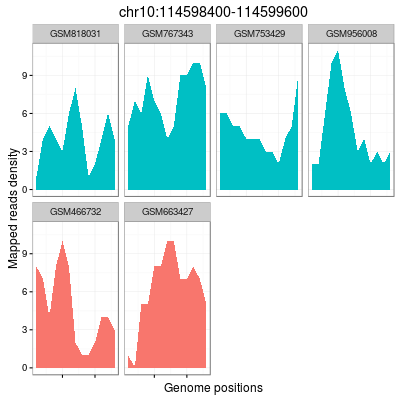 chr10:114598400-114599600
GSM818031 GSM767343 GSM753429 GSM956008
9
6
3
0
GSM466732 GSM663427
9
6
3
0
Mapped reads density
Genome positions